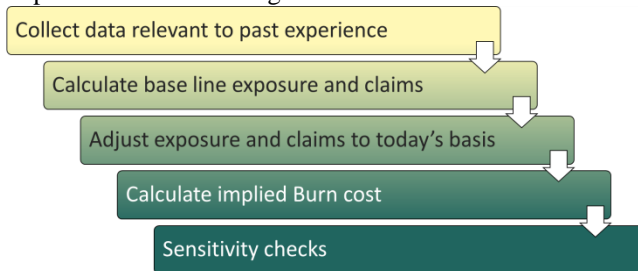 Collect data relevant to past experience
Calculate base line exposure and claims
Adjust exposure and claims to today's basis
Calculate implied Burn cost
Sensitivity checks